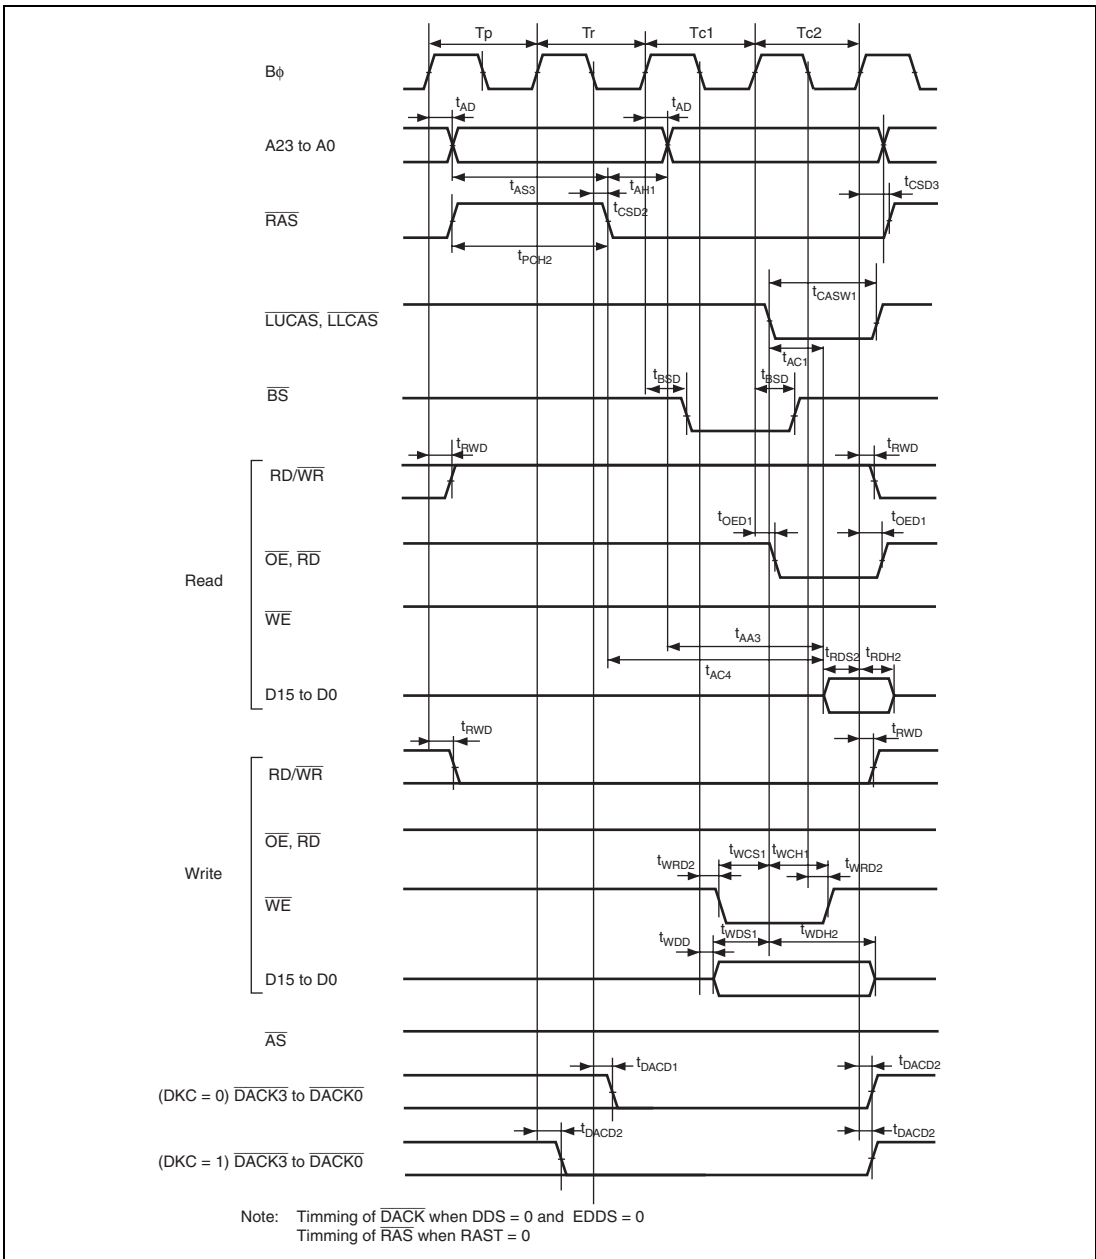 Tp Tr Tc1 Tc2
Bϕ
tAD tAD
A23 to A0
tAS3 tAH1 tCSD3
tCSD2
RAS
tPCH2
tCASW1
LUCAS, LLCAS
tAC1
tBSD tBSD
BS
tRWD tRWD
RD/WR
tOED1 tOED1
OE, RD
Read
WE
tAA3
tRDS2 tRDH2
tAC4
D15 to D0
tRWD tRWD
RD/WR
OE, RD
tWCS1 tWCH1
tWRD2 tWRD2
Write
WE
tWDS1 tWDH2
tWDD
D15 to D0
AS
tDACD1 tDACD2
(DKC = 0) DACK3 to DACK0
tDACD2 tDACD2
(DKC = 1) DACK3 to DACK0
Note: Timming of DACK when DDS = 0 and EDDS = 0
Timming of RAS when RAST = 0